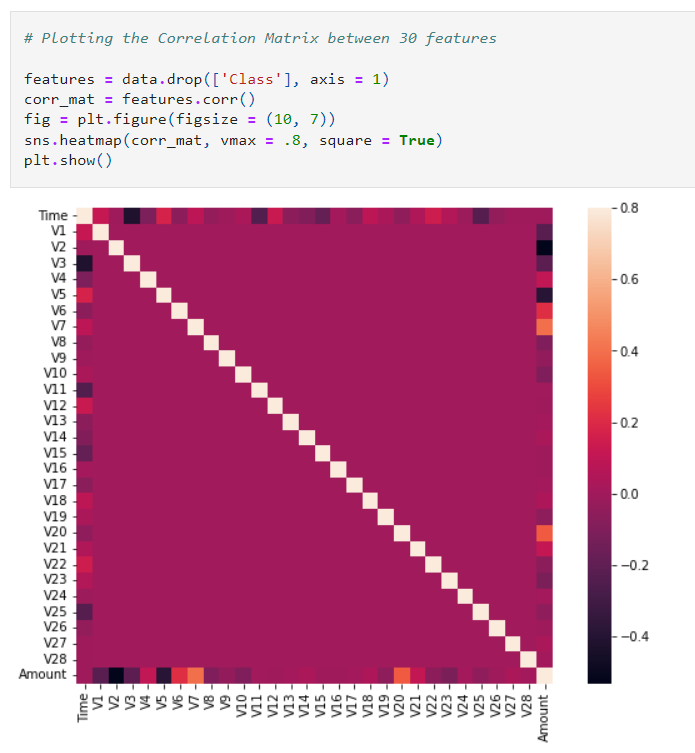 # Plotting the Correlation Matrix between 30 features
features = data.drop(['Class'], axis = 1)
corr_mat = features.corr()
fig = plt.figure(figsize = (10, 7))
sns.heatmap(corr_mat, vmax = .8, square = True)
plt.show()
Time
V1
V2
V3
V4
V5
V6
V7
V8
V9
V10
V11
V12
V13
V14
V15
V16
V17
V18
V19
V20
V21
V22
V23
V24
V25
V26
V27
V28
Amount
Time
V1
V2
V3
V4
V5
V6
V7
V8
V9
V10
V11
V12
V13
V14
V15
V16
V17
V18
V19
V20
V21
V22
V23
V24
V25
V26
V27
V28
Amount
0.8
0.6
0.4
0.2
0.0
−0.2
−0.4